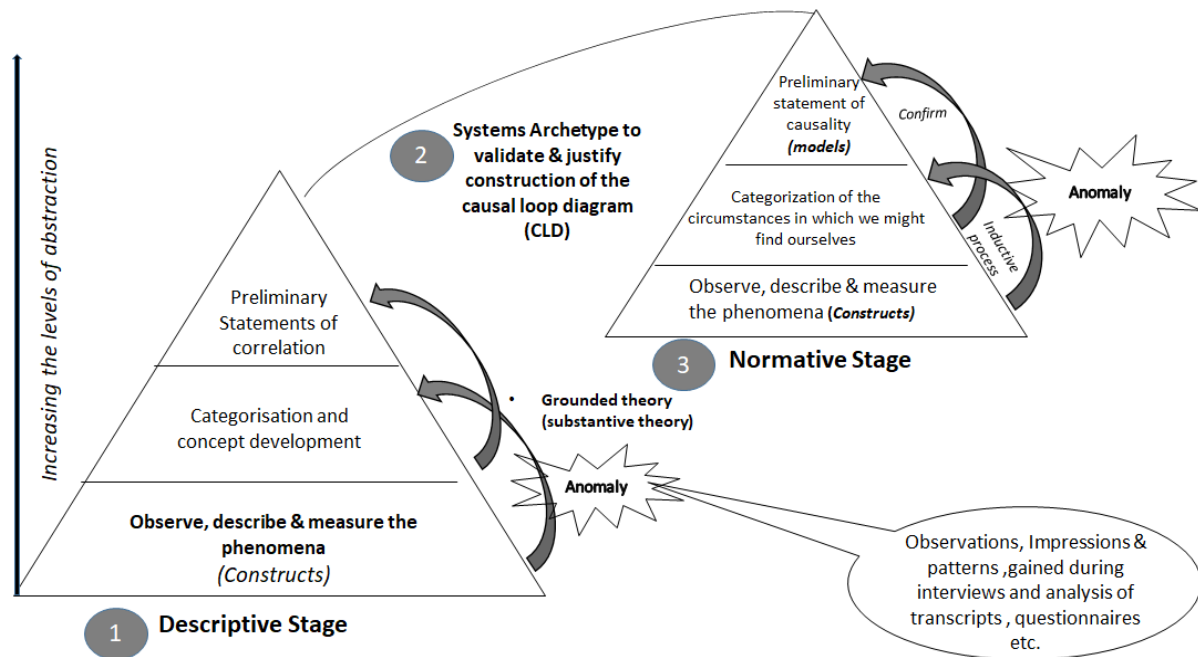 Increasing the levels of abstraction
Preliminary
Statements of
correlation
Categorisation and
concept development
Observe, describe & measure the
phenomena
(Constructs)
1
Descriptive Stage
2
Systems Archetype to
validate & justify
construction of the
causal loop diagram
(CLD)
• Grounded theory
(substantive theory)
Anomaly
Observations, Impressions &
patterns ,gained during
interviews and analysis of
transcripts , questionnaires
etc.
Preliminary
statement of
causality
(models)
Categorization of the
circumstances in which we might
find ourselves
Observe, describe & measure
the phenomena (Constructs)
Confirm
Inductive
process
Anomaly
3
Normative Stage